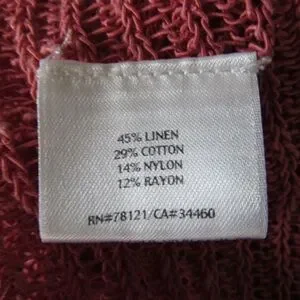 45% LINEN
29% COTTON
14% NYLON
12% RAYON
RN#78121/CA#34460